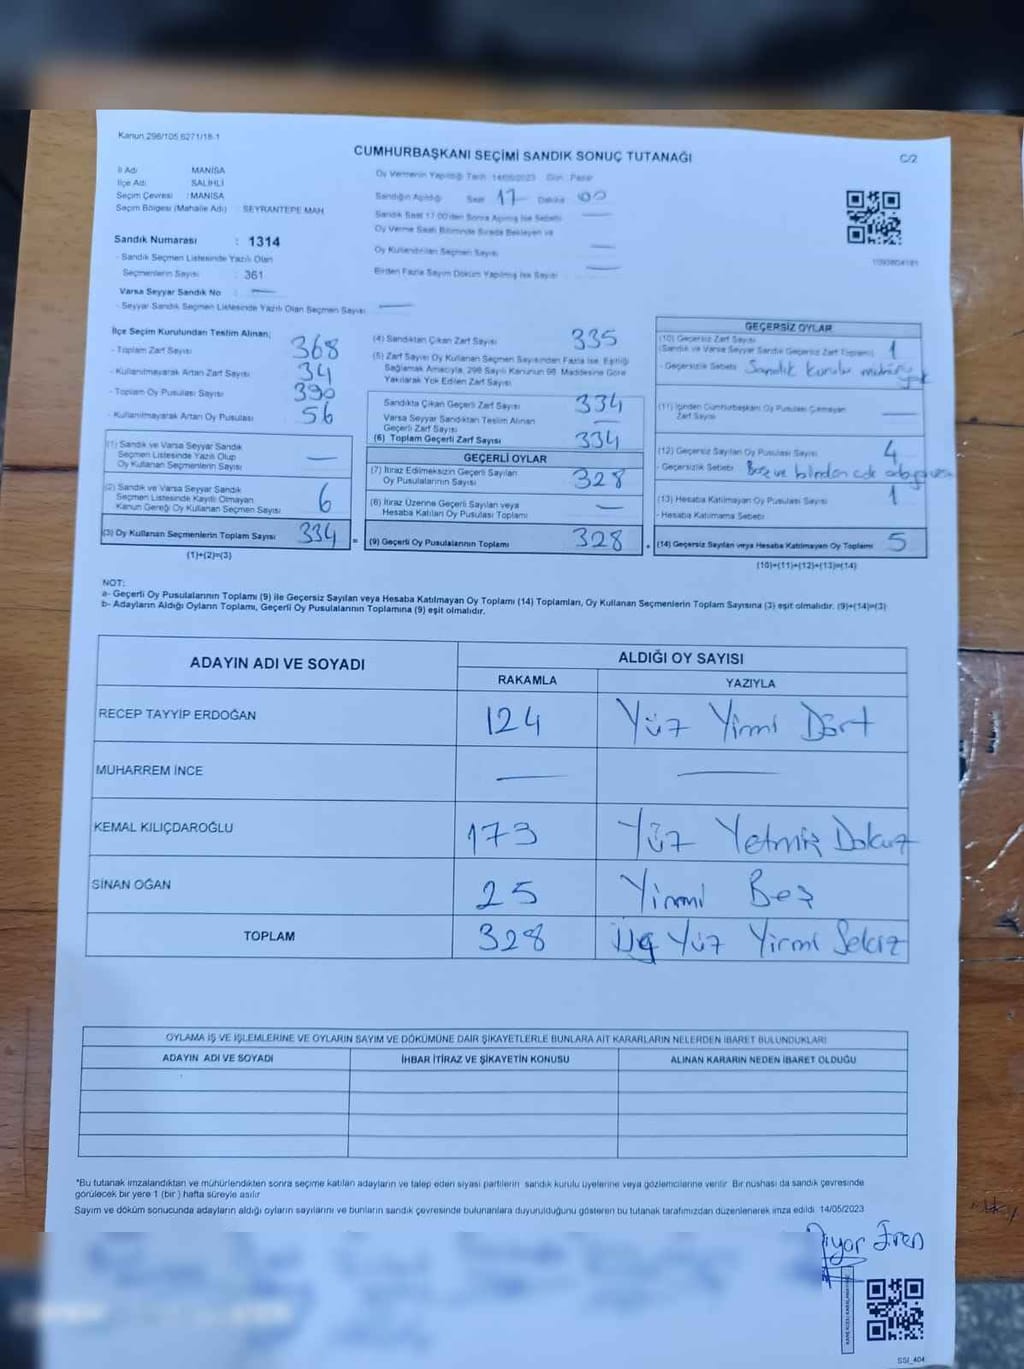 Kanun 298/105 6271/18-1
CUMHURBAŞKANI SEÇİMİ SANDIK SONUÇ TUTANAĞI
C/2
İl Adı MANİSA
İlçe Adı SALİHLİ
Seçim Çevresi : MANİSA
Seçim Bölgesi (Mahalle Adı) SEYRANTEPE MAH
Sandık Numarası : 1314
- Sandık Seçmen Listesinde Yazılı Olan
Seçmenlerin Sayısı : 361
Varsa Seyyar Sandık No —
- Seyyar Sandık Seçmen Listesinde Yazılı Olan Seçmen Sayısı —
Oy Vermenin Yapıldığı Tarih 14/05/2023 Gün Pazar
Sandığın Açıldığı Saat 17 Dakika 00
Sandık Saat 17.00'den Sonra Açılmış İse Sebebi —
Oy Verme Saati Bitiminde Sırada Bekleyen ve
Oy Kullandırılan Seçmen Sayısı —
Birden Fazla Sayım Döküm Yapılmış İse Sayısı —
İlçe Seçim Kurulundan Teslim Alınan;
- Toplam Zarf Sayısı 368
- Kullanılmayarak Artan Zarf Sayısı 34
- Toplam Oy Pusulası Sayısı 390
- Kullanılmayarak Artan Oy Pusulası 56
(1) Sandık ve Varsa Seyyar Sandık
Seçmen Listesinde Yazılı Olup
Oy Kullanan Seçmenlerin Sayısı —
(2) Sandık ve Varsa Seyyar Sandık
Seçmen Listesinde Kayıtlı Olmayan
Kanun Gereği Oy Kullanan Seçmen Sayısı 6
(3) Oy Kullanan Seçmenlerin Toplam Sayısı 334
(1)+(2)=(3)
(4) Sandıktan Çıkan Zarf Sayısı 335
(5) Zarf Sayısı Oy Kullanan Seçmen Sayısından Fazla İse, Eşitliği
Sağlamak Amacıyla, 298 Sayılı Kanunun 98. Maddesine Göre
Yakılarak Yok Edilen Zarf Sayısı
Sandıkta Çıkan Geçerli Zarf Sayısı 334
Varsa Seyyar Sandıktan Teslim Alınan
Geçerli Zarf Sayısı —
(6) Toplam Geçerli Zarf Sayısı 334
GEÇERLİ OYLAR
(7) İtiraz Edilmeksizin Geçerli Sayılan
Oy Pusulalarının Sayısı 328
(8) İtiraz Üzerine Geçerli Sayılan veya
Hesaba Katılan Oy Pusulası Toplamı —
= (9) Geçerli Oy Pusulalarının Toplamı 328
GEÇERSİZ OYLAR
(10) Geçersiz Zarf Sayısı
(Sandık ve Varsa Seyyar Sandık Geçersiz Zarf Toplamı) 1
- Geçersizlik Sebebi Sandık kurulu mührü yok
(11) İçinden Cumhurbaşkanı Oy Pusulası Çıkmayan
Zarf Sayısı —
(12) Geçersiz Sayılan Oy Pusulası Sayısı 4
- Geçersizlik Sebebi Boş ve birden çok
(13) Hesaba Katılmayan Oy Pusulası Sayısı 1
- Hesaba Katılmama Sebebi
+ (14) Geçersiz Sayılan veya Hesaba Katılmayan Oy Toplamı 5
(10)+(11)+(12)+(13)=(14)
NOT:
a- Geçerli Oy Pusulalarının Toplamı (9) ile Geçersiz Sayılan veya Hesaba Katılmayan Oy Toplamı (14) Toplamları, Oy Kullanan Seçmenlerin Toplam Sayısına (3) eşit olmalıdır. (9)+(14)=(3)
b- Adayların Aldığı Oyların Toplamı, Geçerli Oy Pusulalarının Toplamına (9) eşit olmalıdır.
ADAYIN ADI VE SOYADI ALDIĞI OY SAYISI
RAKAMLA YAZIYLA
RECEP TAYYİP ERDOĞAN 124 Yüz Yirmi Dört
MUHARREM İNCE — —
KEMAL KILIÇDAROĞLU 173 Yüz Yetmiş Dokuz
SİNAN OĞAN 25 Yirmi Beş
TOPLAM 328 Üç Yüz Yirmi Sekiz
OYLAMA İŞ VE İŞLEMLERİNE VE OYLARIN SAYIM VE DÖKÜMÜNE DAİR ŞİKAYETLERLE BUNLARA AİT KARARLARIN NELERDEN İBARET BULUNDUKLARI
ADAYIN ADI VE SOYADI İHBAR İTİRAZ VE ŞİKAYETİN KONUSU ALINAN KARARIN NEDEN İBARET OLDUĞU
*Bu tutanak imzalandıktan ve mühürlendikten sonra seçime katılan adayların ve talep eden siyasi partilerin sandık kurulu üyelerine veya gözlemcilerine verilir. Bir nüshası da sandık çevresinde
görülecek bir yere 1 (bir ) hafta süreyle asılır
Sayım ve döküm sonucunda adayların aldığı oyların sayılarını ve bunların sandık çevresinde bulunanlara duyurulduğunu gösteren bu tutanak tarafımızdan düzenlenerek imza edildi. 14/05/2023
SSİ_404